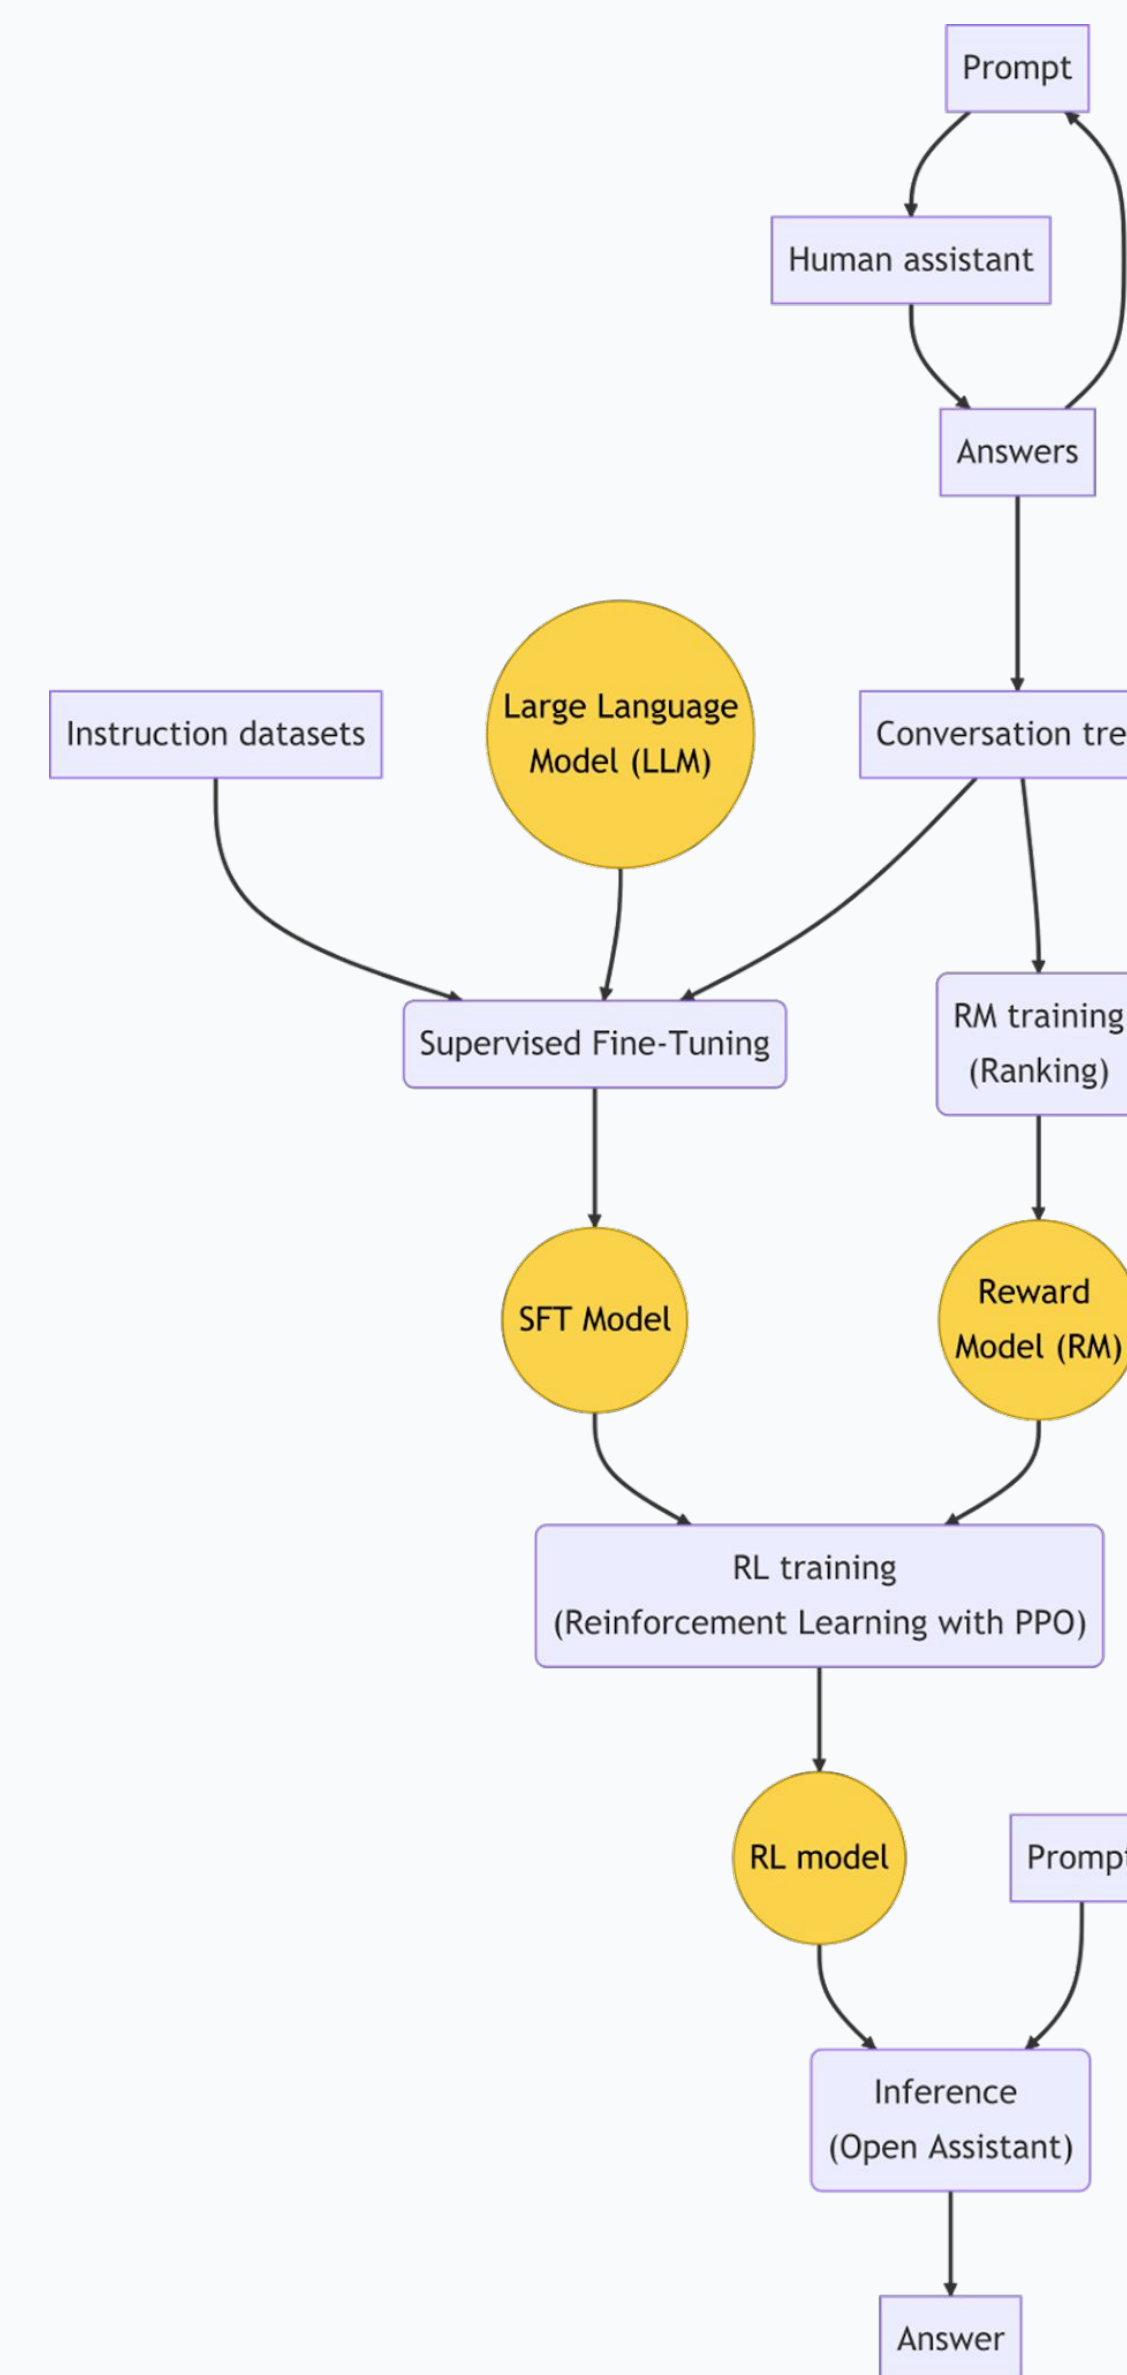 Prompt
Human assistant
Answers
Instruction datasets
Large Language
Model (LLM)
Conversation tre
Supervised Fine-Tuning
RM training
(Ranking)
SFT Model
Reward
Model (RM)
RL training
(Reinforcement Learning with PPO)
RL model
Prompt
Inference
(Open Assistant)
Answer